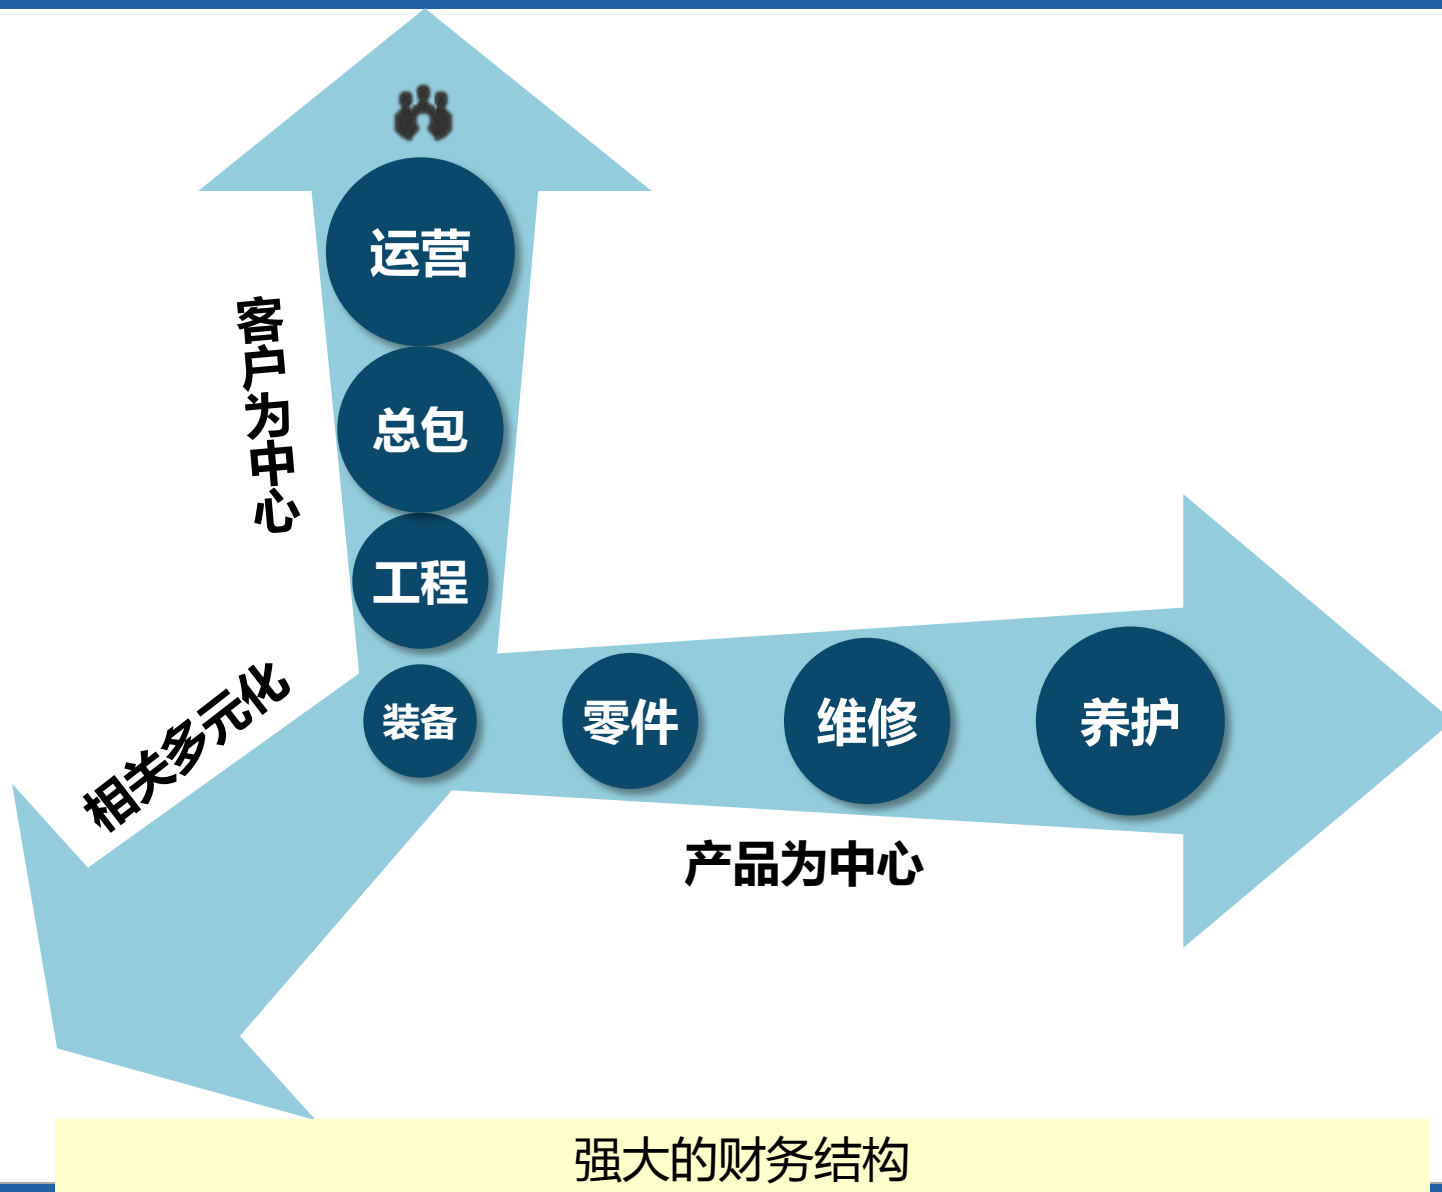 运营
客户为中心
总包
工程
相关多元化
装备
零件
维修
养护
产品为中心
强大的财务结构